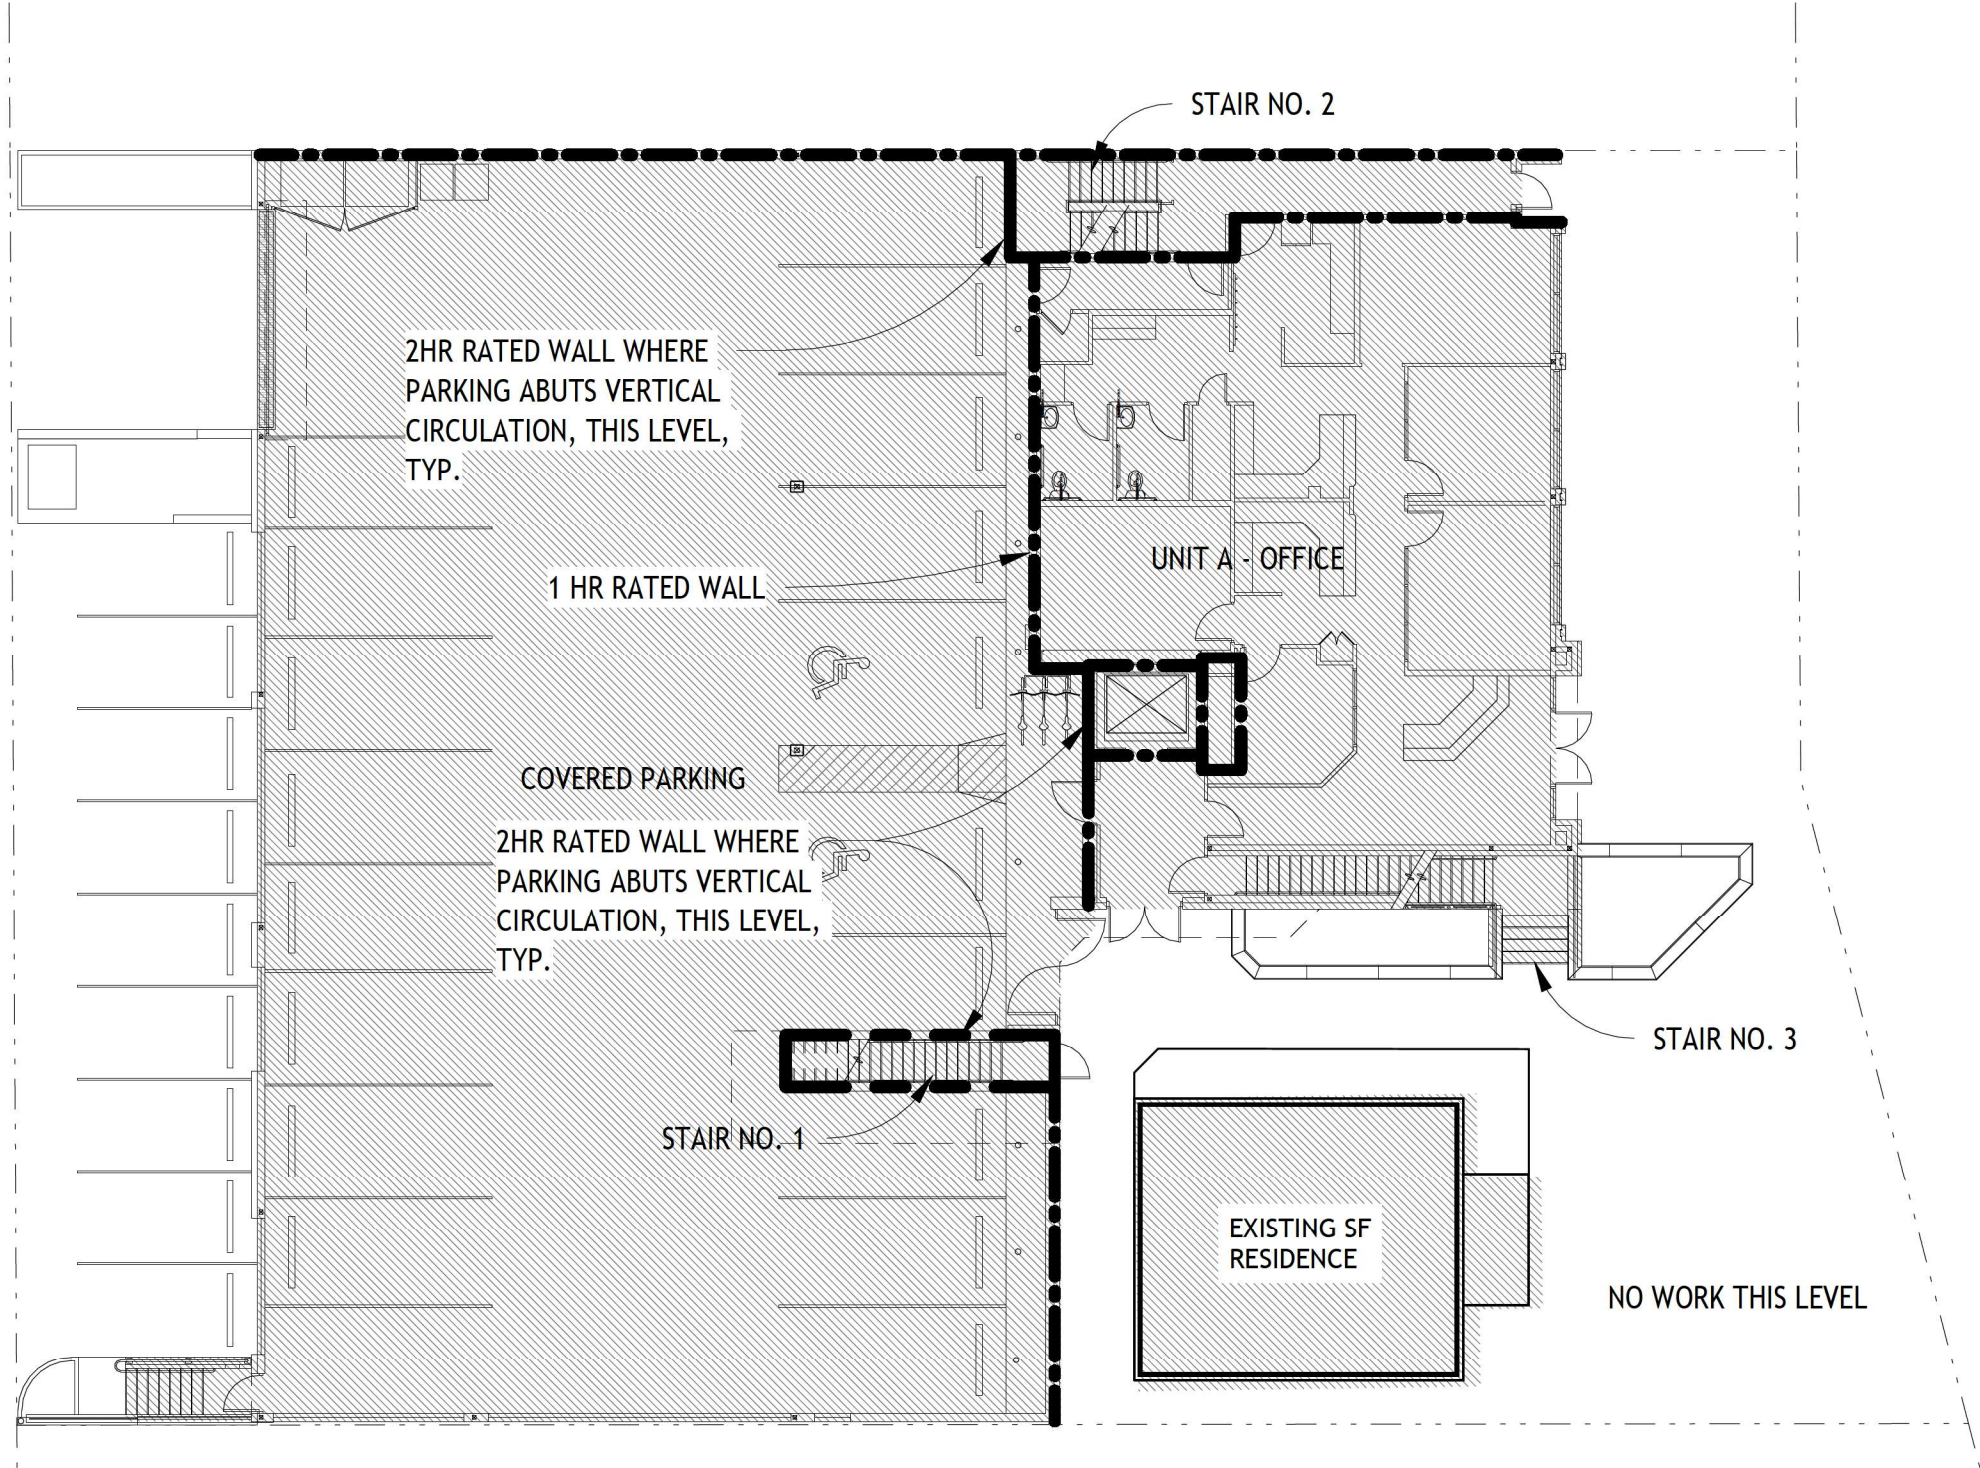 STAIR NO. 2
2HR RATED WALL WHERE
PARKING ABUTS VERTICAL
CIRCULATION, THIS LEVEL,
TYP.
1 HR RATED WALL
UNIT A - OFFICE
COVERED PARKING
2HR RATED WALL WHERE
PARKING ABUTS VERTICAL
CIRCULATION, THIS LEVEL,
TYP.
STAIR NO. 3
STAIR NO. 1
EXISTING SF
RESIDENCE
NO WORK THIS LEVEL